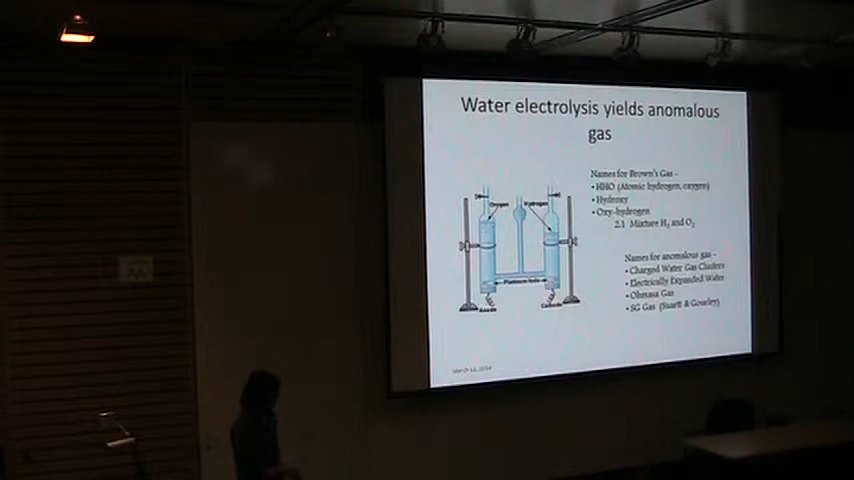 Water electrolysis yields anomalous
gas
Names for Brown's Gas –
• HHO (Atomic hydrogen, oxygen)
• Hydroxy
• Oxy-hydrogen
2.1 Mixture H₂ and O₂
Oxygen
Hydrogen
Names for anomalous gas –
• Charged Water Gas Clusters
• Electrically Expanded Water
• Ohmasa Gas
• SG Gas (Suartt & Gourley)
Platinum
Anode
Cathode
March 13, 2014